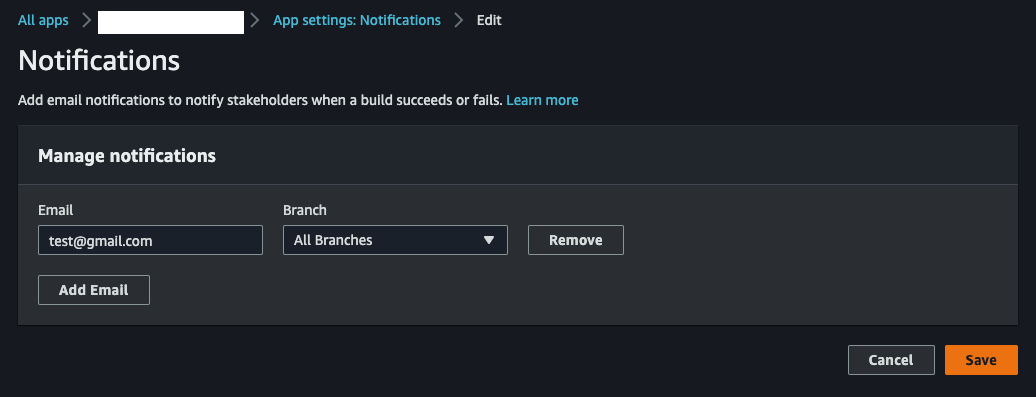 All apps > App settings: Notifications > Edit
Notifications
Add email notifications to notify stakeholders when a build succeeds or fails. Learn more
Manage notifications
Email Branch
test@gmail.com All Branches Remove
Add Email
Cancel Save